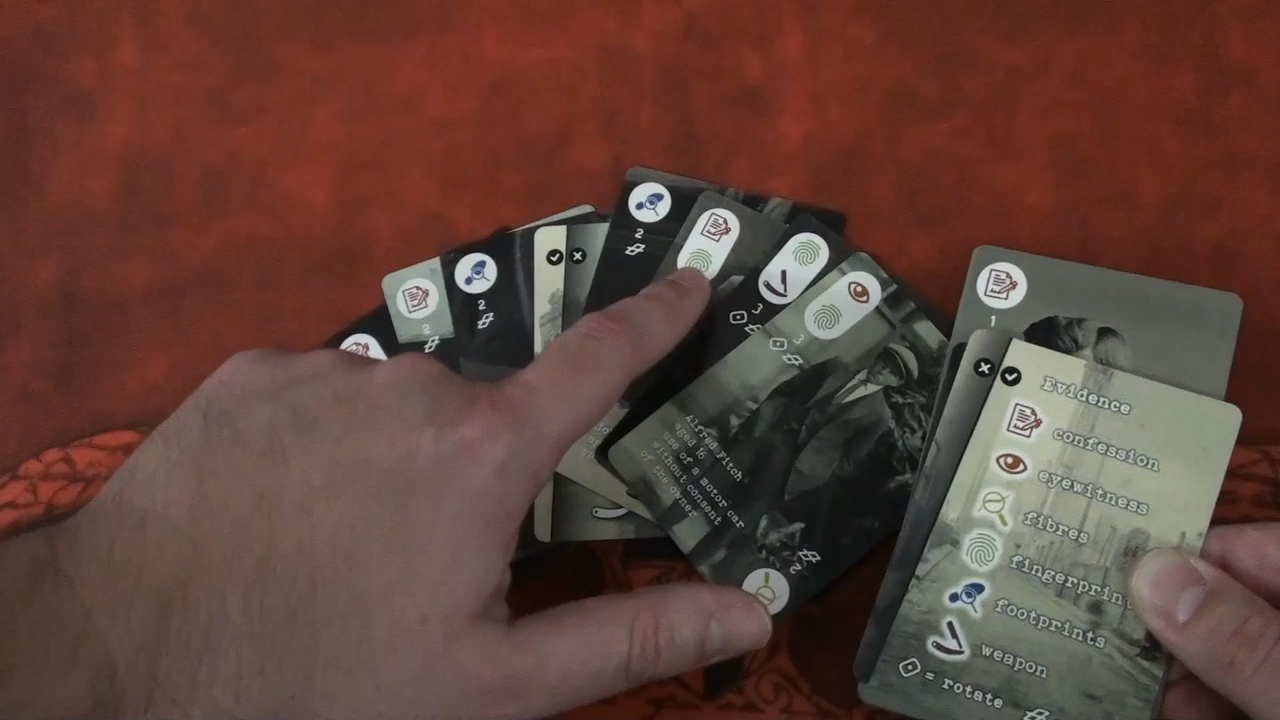 2
2
2
3
3
Alfred Fitch
aged 16
use of a motor car
without consent
of the owner
2
1
Evidence
confession
eyewitness
fibres
footprints
weapon
= rotate